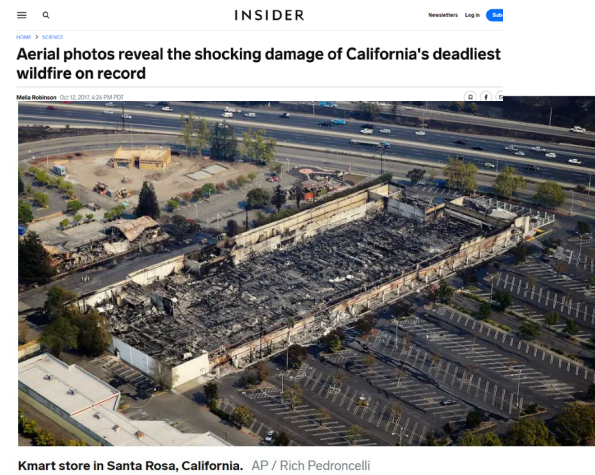 INSIDER
Newsletters Log in Sub
HOME > SCIENCE
Aerial photos reveal the shocking damage of California's deadliest
wildfire on record
Melia Robinson Oct 12, 2017, 4:24 PM PDT
Kmart store in Santa Rosa, California. AP / Rich Pedroncelli